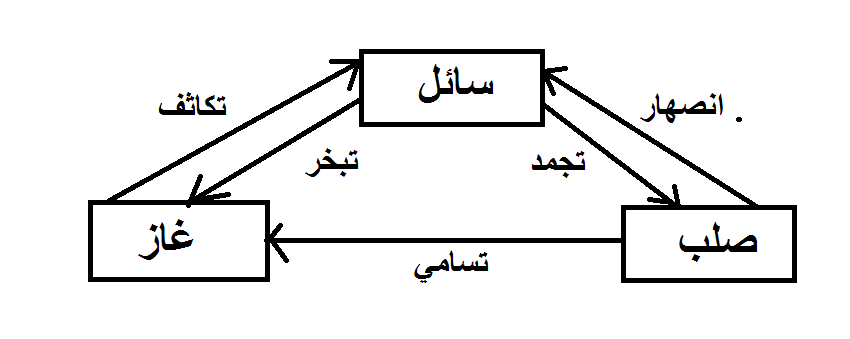 سائل
تكاثف
انصهار .
تبخر
تجمد
غاز
صلب
تسامي